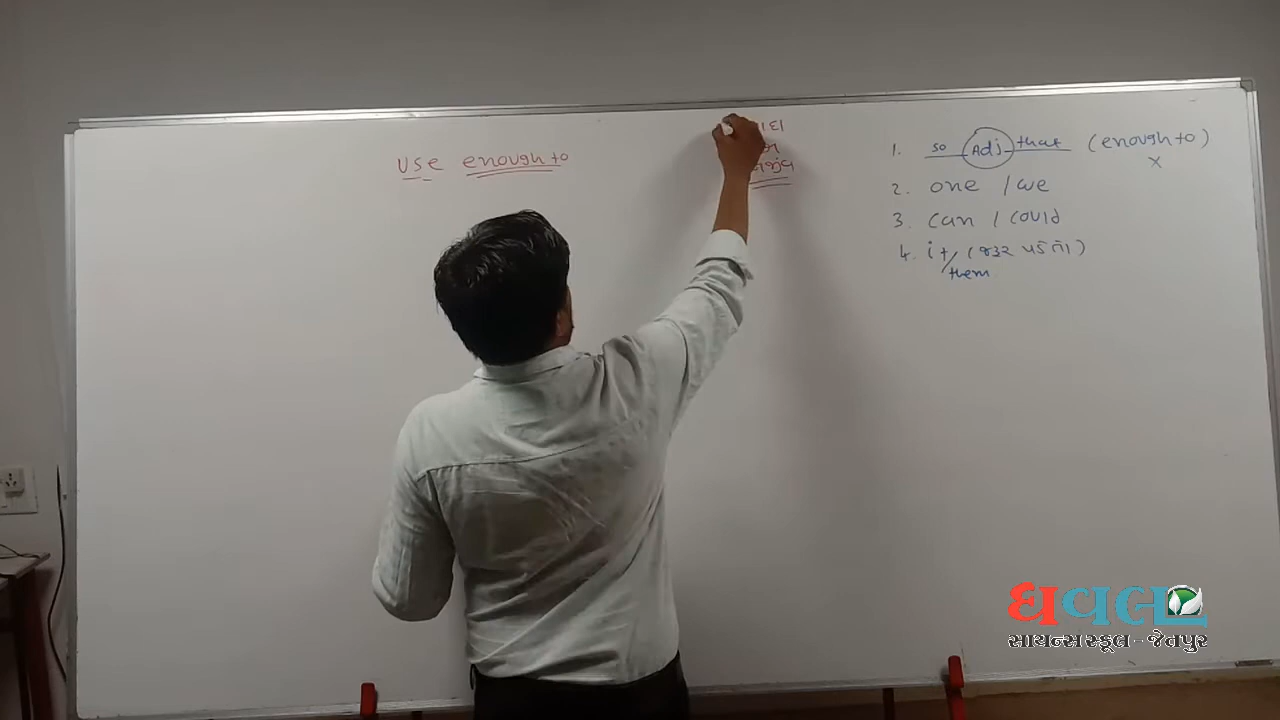 use enough to
1. so Adj that (enough to)
x
2. one / we
3. can / could
4. it / (જરૂર પડે તો)
them
ધવલ
સાયન્સ સ્કૂલ - જેતપુર